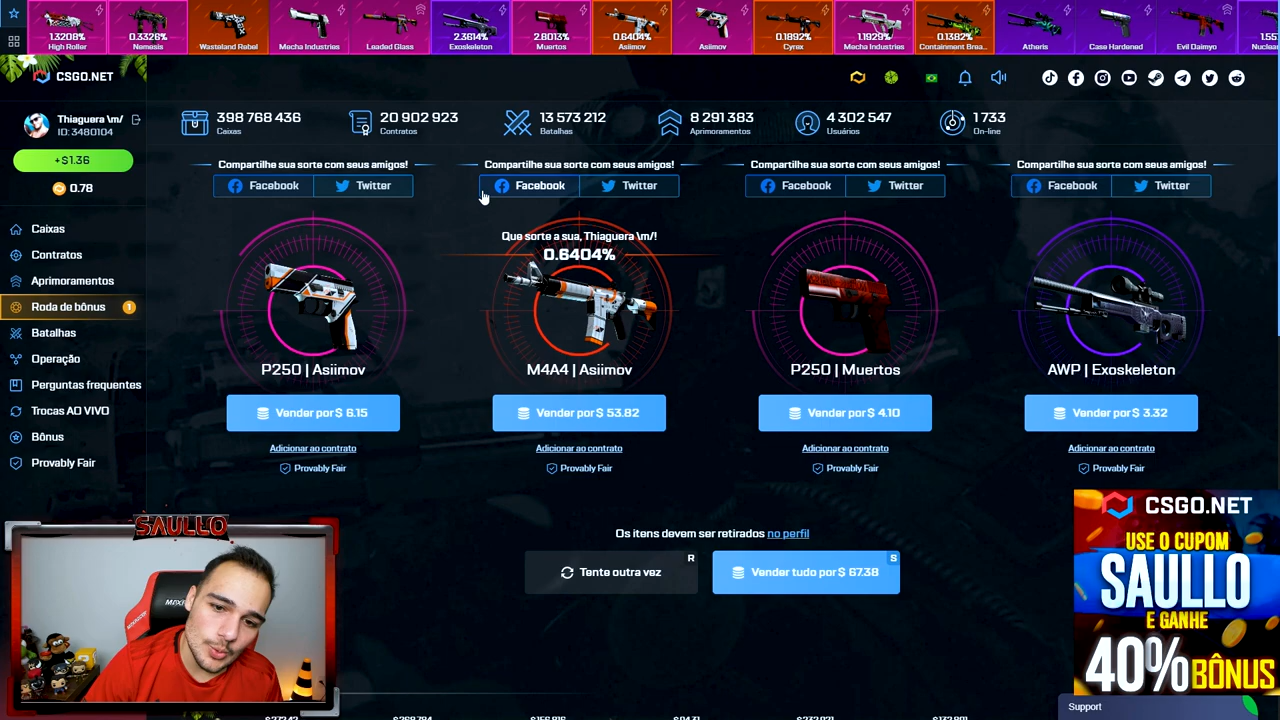 1.3208%
High Roller
0.3326%
Nemesis
Wasteland Rebel
Mecha Industries
Leaded Glass
2.3614%
Exoskeleton
2.8013%
Muertos
0.6404%
Asiimov
Asiimov
0.1892%
Cyrex
1.1929%
Mecha Industries
0.1382%
Containment Brea...
Atheris
Case Hardened
Evil Daimyo
1.55
Nuclea
CSGO.NET
Thiaguera \m/
ID: 3480104
+$1.36
0.78
398 768 436
Caixas
20 902 923
Contratos
13 573 212
Batalhas
8 291 383
Aprimoramentos
4 302 547
Usuários
1 733
On-line
Caixas
Contratos
Aprimoramentos
Roda de bônus 1
Batalhas
Operação
Perguntas frequentes
Trocas AO VIVO
Bônus
Provably Fair
Compartilhe sua sorte com seus amigos!
Facebook Twitter
P250 | Asiimov
Vender por $ 6.15
Adicionar ao contrato
Provably Fair
Compartilhe sua sorte com seus amigos!
Facebook Twitter
Que sorte a sua, Thiaguera \m/!
0.6404%
M4A4 | Asiimov
Vender por $ 53.82
Adicionar ao contrato
Provably Fair
Compartilhe sua sorte com seus amigos!
Facebook Twitter
P250 | Muertos
Vender por $ 4.10
Adicionar ao contrato
Provably Fair
Compartilhe sua sorte com seus amigos!
Facebook Twitter
AWP | Exoskeleton
Vender por $ 3.32
Adicionar ao contrato
Provably Fair
Os itens devem ser retirados no perfil
Tente outra vez R
Vender tudo por $ 67.38 S
SAULLO
CSGO.NET
USE O CUPOM
SAULLO
E GANHE
40% BÔNUS
Support